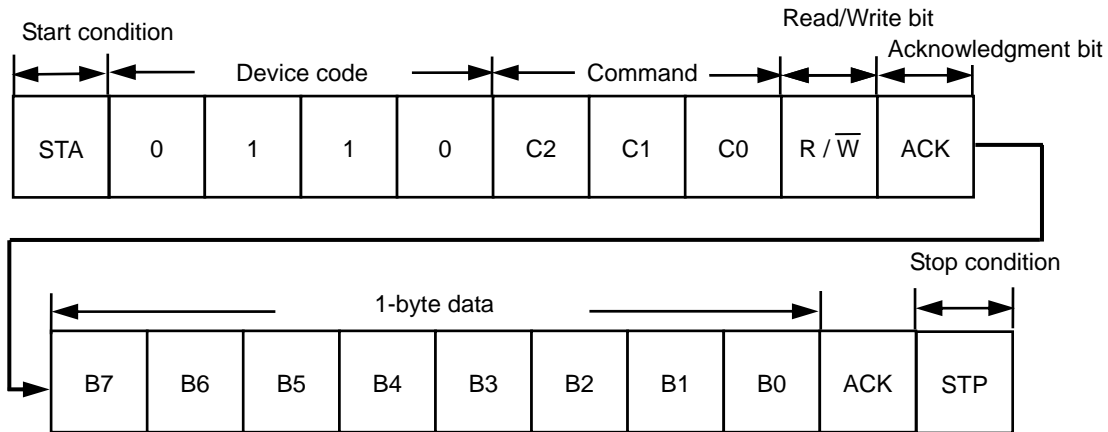 Read/Write bit
Start condition
Acknowledgment bit
Device code
Command
STA 0 1 1 0 C2 C1 C0 R / W̅ ACK
Stop condition
1-byte data
B7 B6 B5 B4 B3 B2 B1 B0 ACK STP